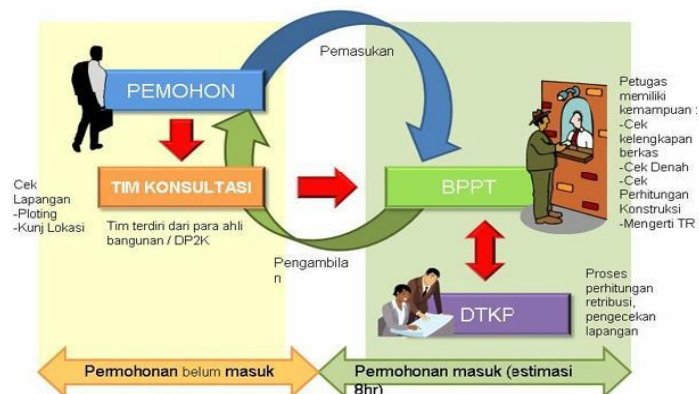 Pemasukan
PEMOHON
Petugas
memiliki
kemampuan :
-Cek
kelengkapan
berkas
-Cek Denah
-Cek
Perhitungan
Konstruksi
-Mengerti TR
Cek
Lapangan
-Ploting
-Kunj Lokasi
TIM KONSULTASI
BPPT
Tim terdiri dari para ahli
bangunan / DP2K
Pengambila
n
DTKP
Proses
perhitungan
retribusi,
pengecekan
lapangan
Permohonan belum masuk
Permohonan masuk (estimasi
8hr)